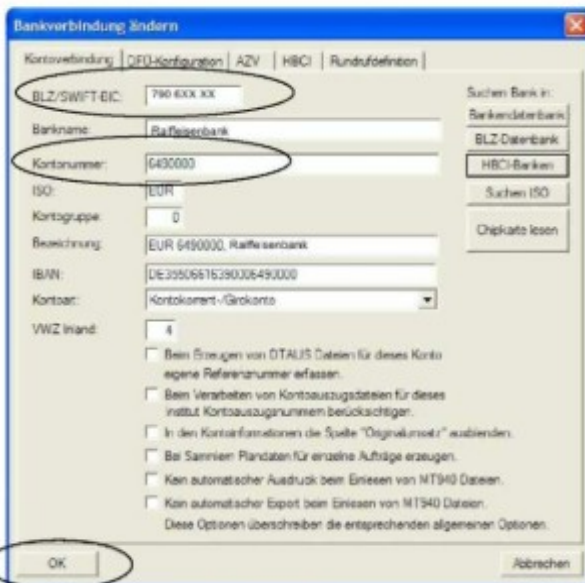 Bankverbindung ändern
Kontoverbindung DFÜ-Konfiguration AZV HBCI Rundrufdefinition
BLZ/SWIFT-BIC: 790 6XX XX
Suchen Bank in:
Bankendatenbank
Bankname: Raiffeisenbank
BLZ-Datenbank
Kontonummer: 6490000
HBCI-Banken
ISO: EUR
Suchen ISO
Kontogruppe: 0
Chipkarte lesen
Bezeichnung: EUR 6490000, Raiffeisenbank
IBAN:
Kontoart: Kontokorrent-/Girokonto
VWZ Inland: 4
Beim Erzeugen von DTAUS Dateien für dieses Konto
eigene Referenznummer erfassen.
Beim Verarbeiten von Kontoauszugsdateien für dieses
Institut Kontoauszugsnummern berücksichtigen.
In den Kontoinformationen die Spalte "Originalumsatz" ausblenden.
Bei Sammlern Plandaten für einzelne Aufträge erzeugen.
Kein automatischer Ausdruck beim Einlesen von MT940 Dateien.
Kein automatischer Export beim Einlesen von MT940 Dateien.
Diese Optionen überschreiben die entsprechenden allgemeinen Optionen.
OK
Abbrechen